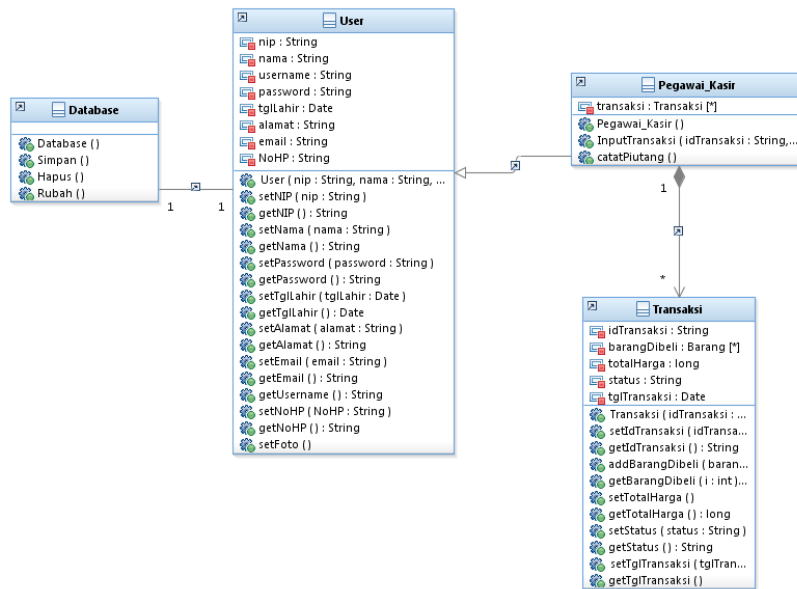 Database
Database ()
Simpan ()
Hapus ()
Rubah ()
1
1
User
nip : String
nama : String
username : String
password : String
tglLahir : Date
alamat : String
email : String
NoHP : String
User ( nip : String, nama : String, ...
setNIP ( nip : String )
getNIP () : String
setNama ( nama : String )
getNama () : String
setPassword ( password : String )
getPassword () : String
setTglLahir ( tglLahir : Date )
getTglLahir () : Date
setAlamat ( alamat : String )
getAlamat () : String
setEmail ( email : String )
getEmail () : String
getUsername () : String
setNoHP ( NoHP : String )
getNoHP () : String
setFoto ()
Pegawai_Kasir
transaksi : Transaksi [*]
Pegawai_Kasir ()
InputTransaksi ( idTransaksi : String,...
catatPiutang ()
1
*
Transaksi
idTransaksi : String
barangDibeli : Barang [*]
totalHarga : long
status : String
tglTransaksi : Date
Transaksi ( idTransaksi : ...
setIdTransaksi ( idTransa...
getIdTransaksi () : String
addBarangDibeli ( baran...
getBarangDibeli ( i : int )...
setTotalHarga ()
getTotalHarga () : long
setStatus ( status : String )
getStatus () : String
setTglTransaksi ( tglTran...
getTglTransaksi ()